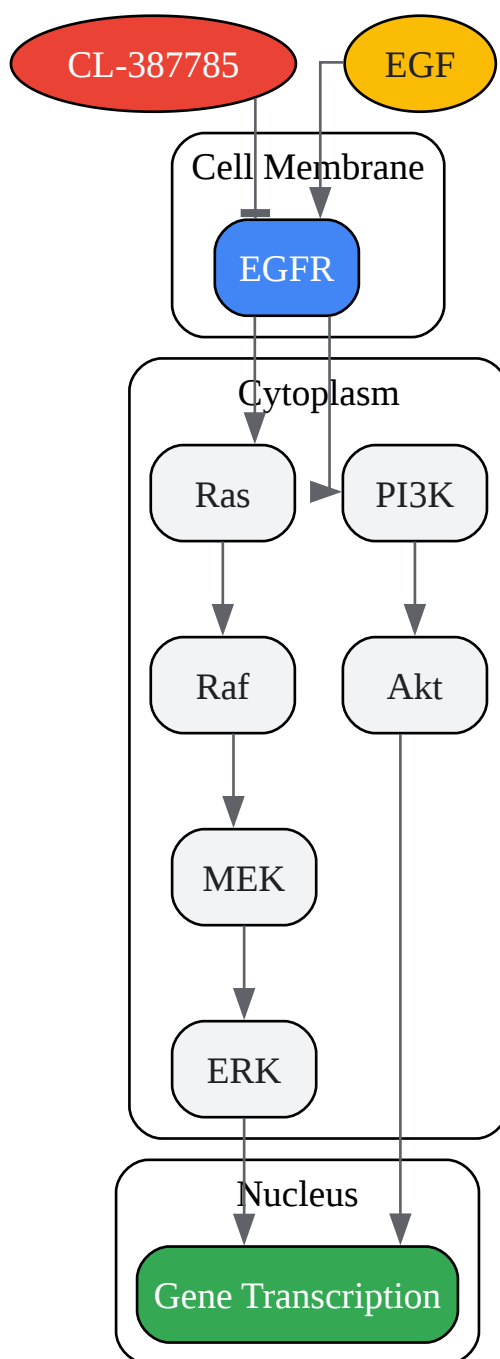 CL-387785
EGF
Cell Membrane
EGFR
Cytoplasm
Ras
PI3K
Raf
Akt
MEK
ERK
Nucleus
Gene Transcription